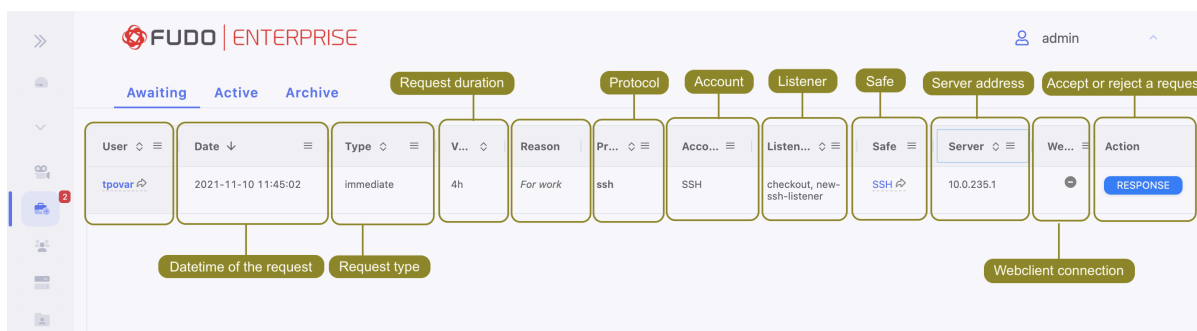 FUDO ENTERPRISE
admin
Awaiting Active Archive
Request duration Protocol Account Listener Safe Server address Accept or reject a reques
User Date Type V... Reason Pr... Acco... Listen... Safe Server We... Action
tpovar 2021-11-10 11:45:02 immediate 4h For work ssh SSH checkout, new- SSH 10.0.235.1 RESPONSE
ssh-listener
2
Datetime of the request Request type Webclient connection